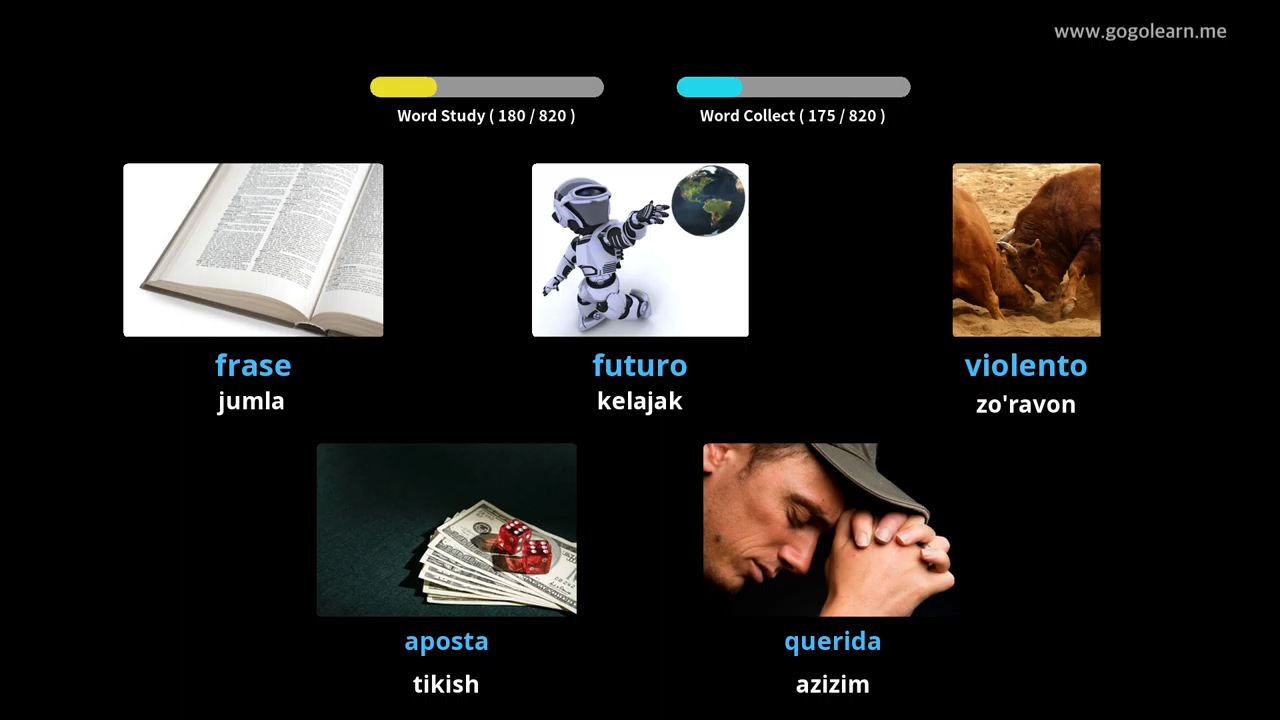 www.gogolearn.me
Word Study ( 180 / 820 )
Word Collect ( 175 / 820 )
frase
jumla
futuro
kelajak
violento
zo'ravon
aposta
tikish
querida
azizim